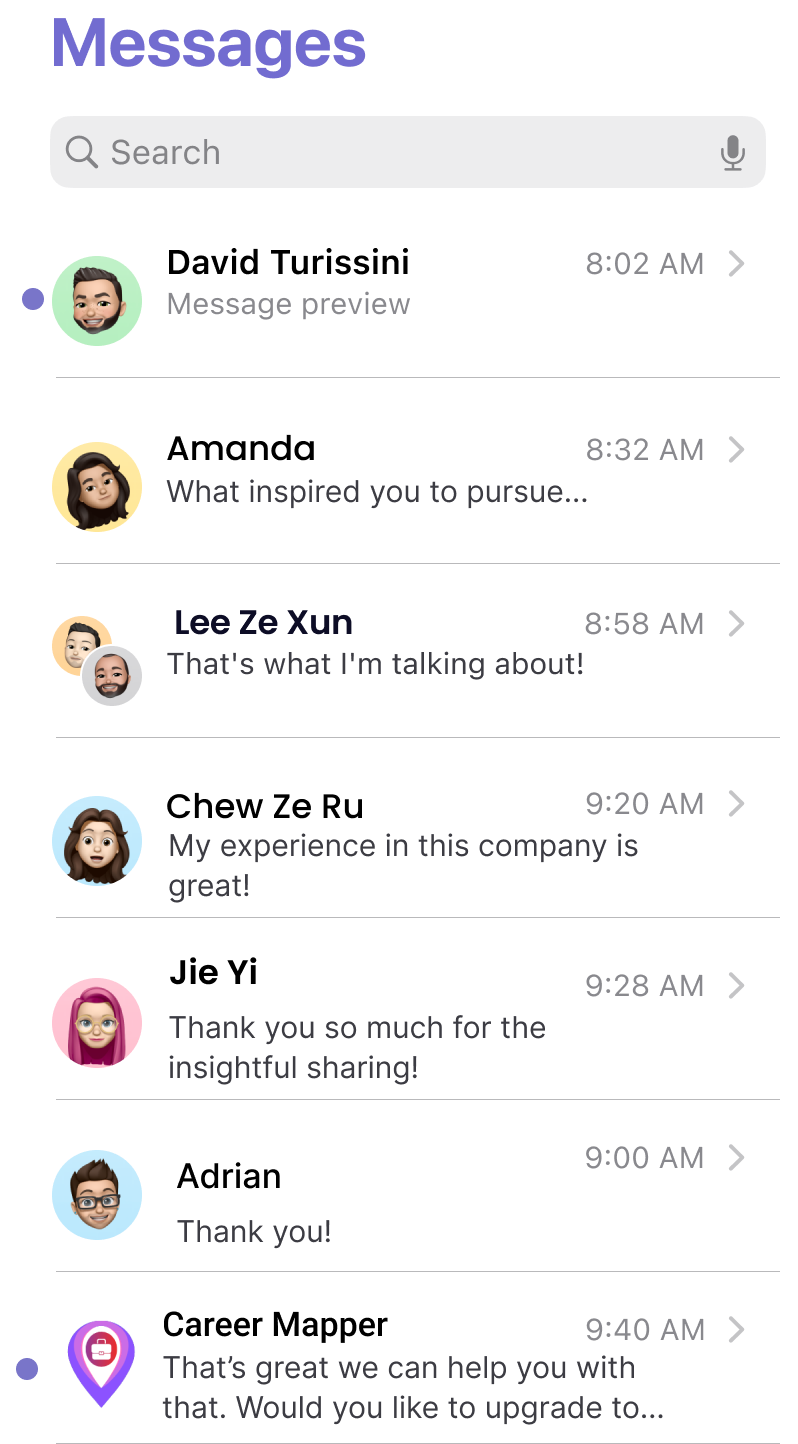 Messages
Search
David Turissini 8:02 AM
Message preview
Amanda 8:32 AM
What inspired you to pursue...
Lee Ze Xun 8:58 AM
That's what I'm talking about!
Chew Ze Ru 9:20 AM
My experience in this company is
great!
Jie Yi 9:28 AM
Thank you so much for the
insightful sharing!
Adrian 9:00 AM
Thank you!
Career Mapper 9:40 AM
That’s great we can help you with
that. Would you like to upgrade to...